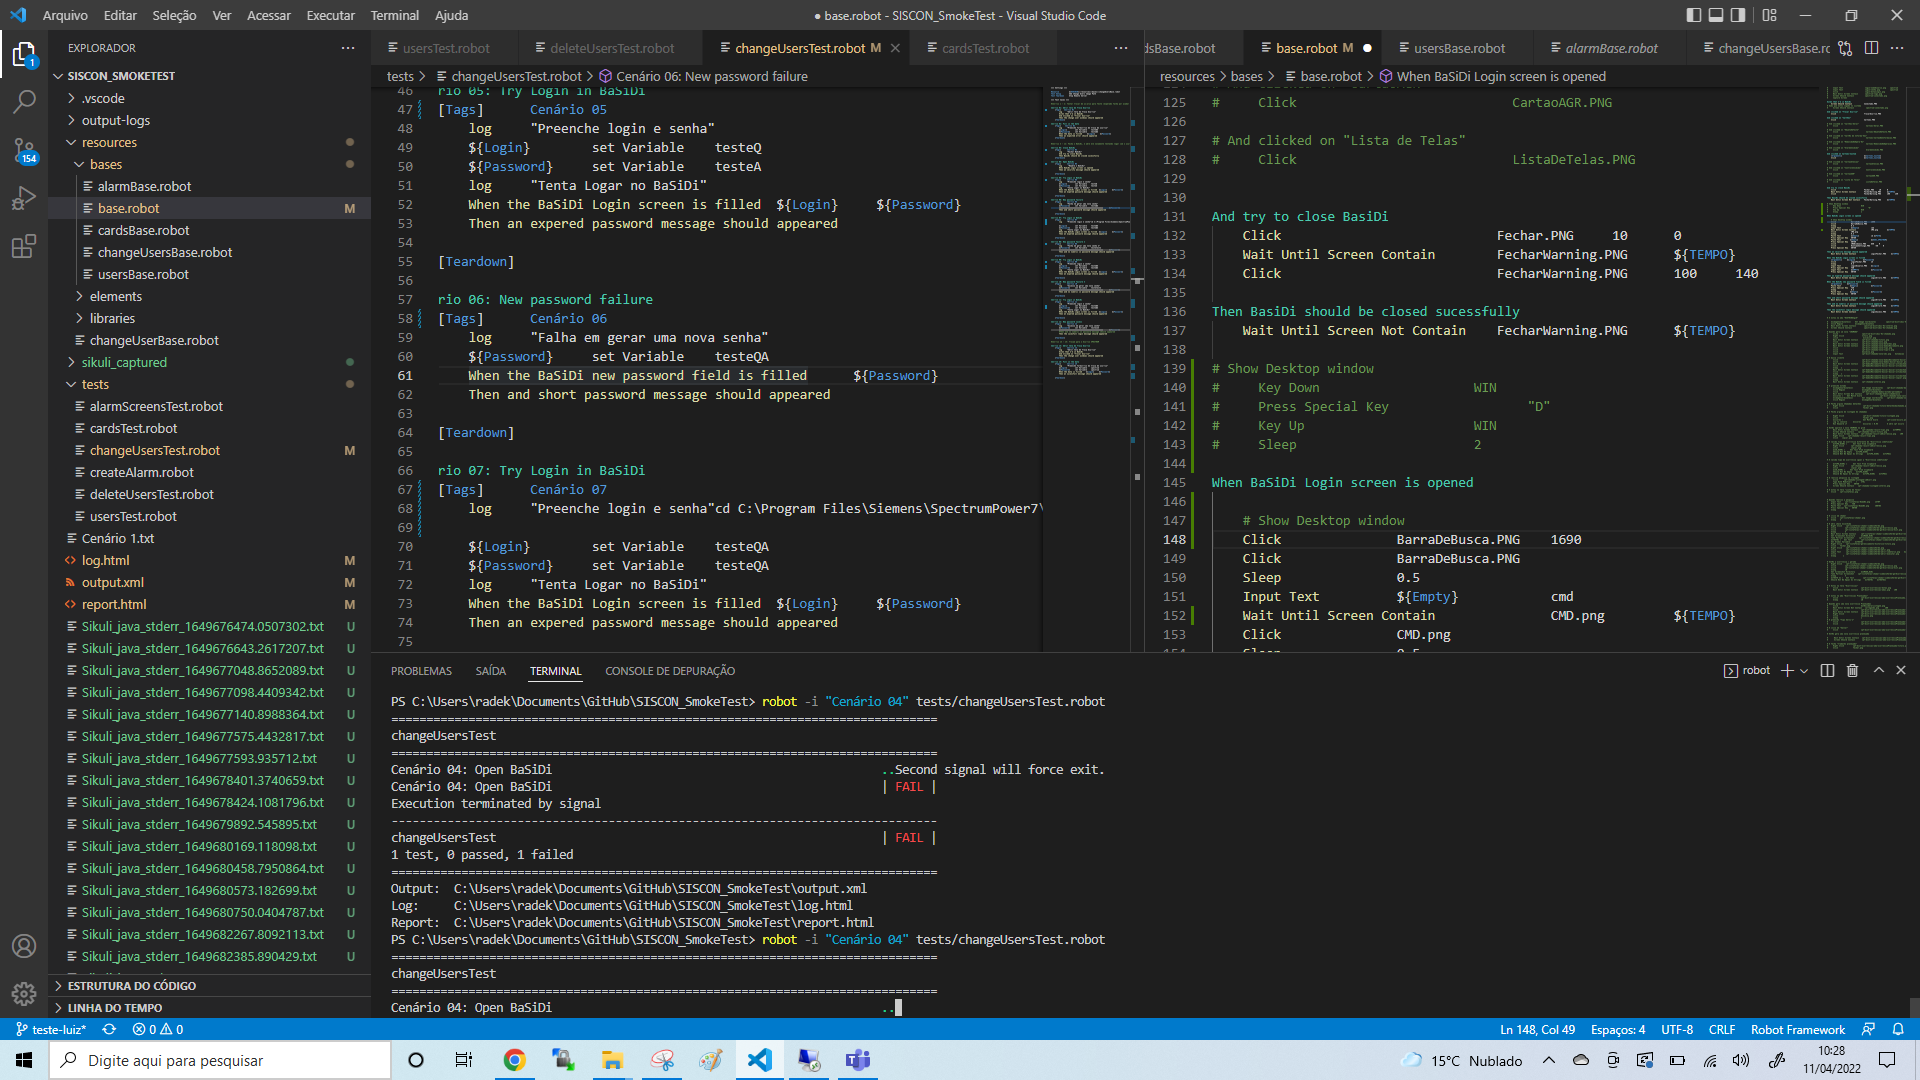 Arquivo Editar Seleção Ver Acessar Executar Terminal Ajuda
● base.robot - SISCON_SmokeTest - Visual Studio Code
EXPLORADOR
SISCON_SMOKETEST
.vscode
output-logs
resources
bases
alarmBase.robot
base.robot M
cardsBase.robot
changeUsersBase.robot
usersBase.robot
elements
libraries
changeUserBase.robot
sikuli_captured
tests
alarmScreensTest.robot
cardsTest.robot
changeUsersTest.robot M
createAlarm.robot
deleteUsersTest.robot
usersTest.robot
Cenário 1.txt
log.html M
output.xml M
report.html M
Sikuli_java_stderr_1649676474.0507302.txt U
Sikuli_java_stderr_1649676643.2617207.txt U
Sikuli_java_stderr_1649677048.8652089.txt U
Sikuli_java_stderr_1649677098.4409342.txt U
Sikuli_java_stderr_1649677140.8988364.txt U
Sikuli_java_stderr_1649677575.4432817.txt U
Sikuli_java_stderr_1649677593.935712.txt U
Sikuli_java_stderr_1649678401.3740659.txt U
Sikuli_java_stderr_1649678424.1081796.txt U
Sikuli_java_stderr_1649679892.545895.txt U
Sikuli_java_stderr_1649680169.118098.txt U
Sikuli_java_stderr_1649680458.7950864.txt U
Sikuli_java_stderr_1649680573.182699.txt U
Sikuli_java_stderr_1649680750.0404787.txt U
Sikuli_java_stderr_1649682267.8092113.txt U
Sikuli_java_stderr_1649682385.890429.txt U
ESTRUTURA DO CÓDIGO
LINHA DO TEMPO
1
154
usersTest.robot deleteUsersTest.robot changeUsersTest.robot M cardsTest.robot
tests > changeUsersTest.robot > Cenário 06: New password failure
46 rio 05: Try Login in BaSiDi
47 [Tags] Cenário 05
48 log "Preenche login e senha"
49 ${Login} set Variable testeQ
50 ${Password} set Variable testeA
51 log "Tenta Logar no BaSiDi"
52 When the BaSiDi Login screen is filled ${Login} ${Password}
53 Then an expered password message should appeared
54
55 [Teardown]
56
57 rio 06: New password failure
58 [Tags] Cenário 06
59 log "Falha em gerar uma nova senha"
60 ${Password} set Variable testeQA
61 When the BaSiDi new password field is filled ${Password}
62 Then and short password message should appeared
63
64 [Teardown]
65
66 rio 07: Try Login in BaSiDi
67 [Tags] Cenário 07
68 log "Preenche login e senha"cd C:\Program Files\Siemens\SpectrumPower7\
69
70 ${Login} set Variable testeQA
71 ${Password} set Variable testeQA
72 log "Tenta Logar no BaSiDi"
73 When the BaSiDi Login screen is filled ${Login} ${Password}
74 Then an expered password message should appeared
75
dsBase.robot base.robot M ● usersBase.robot alarmBase.robot changeUsersBase.ro
resources > bases > base.robot > When BaSiDi Login screen is opened
125 # Click CartaoAGR.PNG
126
127 # And clicked on "Lista de Telas"
128 # Click ListaDeTelas.PNG
129
130
131 And try to close BasiDi
132 Click Fechar.PNG 10 0
133 Wait Until Screen Contain FecharWarning.PNG ${TEMPO}
134 Click FecharWarning.PNG 100 140
135
136 Then BasiDi should be closed sucessfully
137 Wait Until Screen Not Contain FecharWarning.PNG ${TEMPO}
138
139 # Show Desktop window
140 # Key Down WIN
141 # Press Special Key "D"
142 # Key Up WIN
143 # Sleep 2
144
145 When BaSiDi Login screen is opened
146
147 # Show Desktop window
148 Click BarraDeBusca.PNG 1690
149 Click BarraDeBusca.PNG
150 Sleep 0.5
151 Input Text ${Empty} cmd
152 Wait Until Screen Contain CMD.png ${TEMPO}
153 Click CMD.png
PROBLEMAS SAÍDA TERMINAL CONSOLE DE DEPURAÇÃO
robot
PS C:\Users\radek\Documents\GitHub\SISCON_SmokeTest> robot -i "Cenário 04" tests/changeUsersTest.robot
==============================================================================
changeUsersTest
==============================================================================
Cenário 04: Open BaSiDi ..Second signal will force exit.
Cenário 04: Open BaSiDi | FAIL |
Execution terminated by signal
------------------------------------------------------------------------------
changeUsersTest | FAIL |
1 test, 0 passed, 1 failed
==============================================================================
Output: C:\Users\radek\Documents\GitHub\SISCON_SmokeTest\output.xml
Log: C:\Users\radek\Documents\GitHub\SISCON_SmokeTest\log.html
Report: C:\Users\radek\Documents\GitHub\SISCON_SmokeTest\report.html
PS C:\Users\radek\Documents\GitHub\SISCON_SmokeTest> robot -i "Cenário 04" tests/changeUsersTest.robot
==============================================================================
changeUsersTest
==============================================================================
Cenário 04: Open BaSiDi ..
teste-luiz* 0 0
Ln 148, Col 49 Espaços: 4 UTF-8 CRLF Robot Framework
Digite aqui para pesquisar
15°C Nublado
10:28
11/04/2022